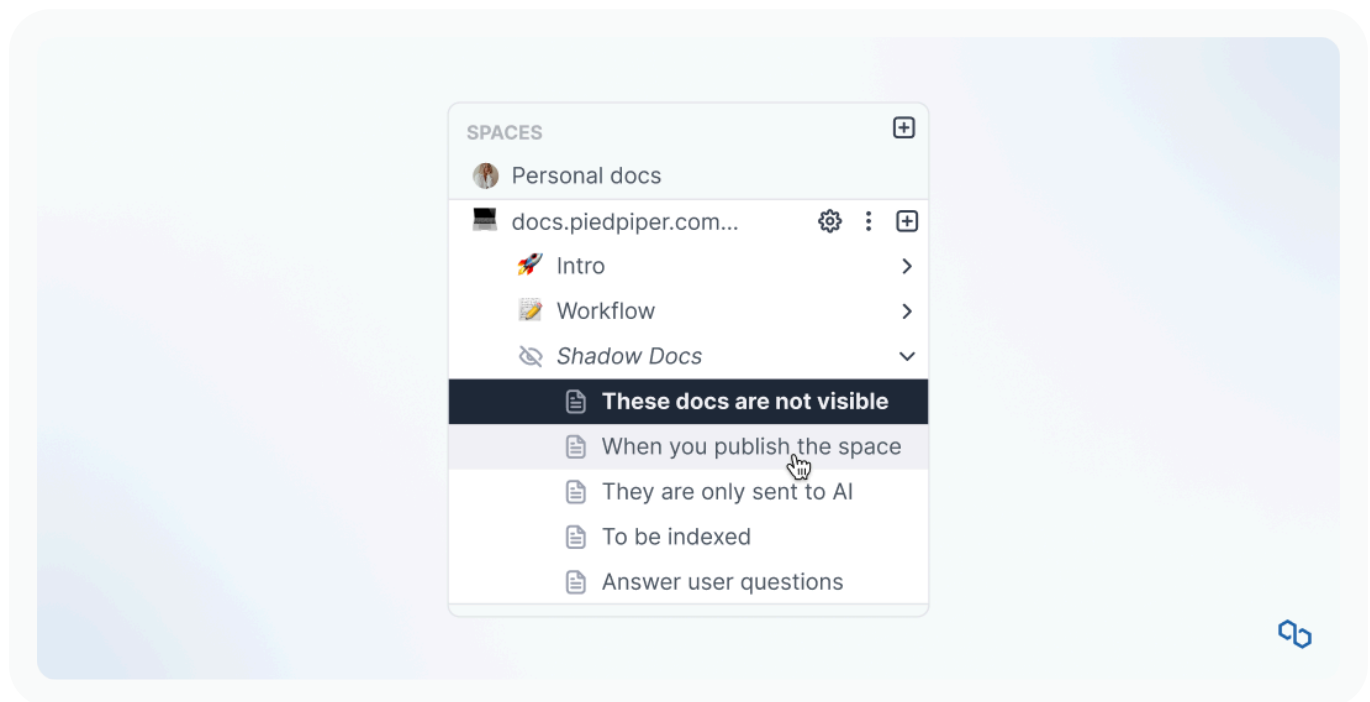 SPACES
Personal docs
docs.piedpiper.com...
Intro
Workflow
Shadow Docs
These docs are not visible
When you publish the space
They are only sent to AI
To be indexed
Answer user questions